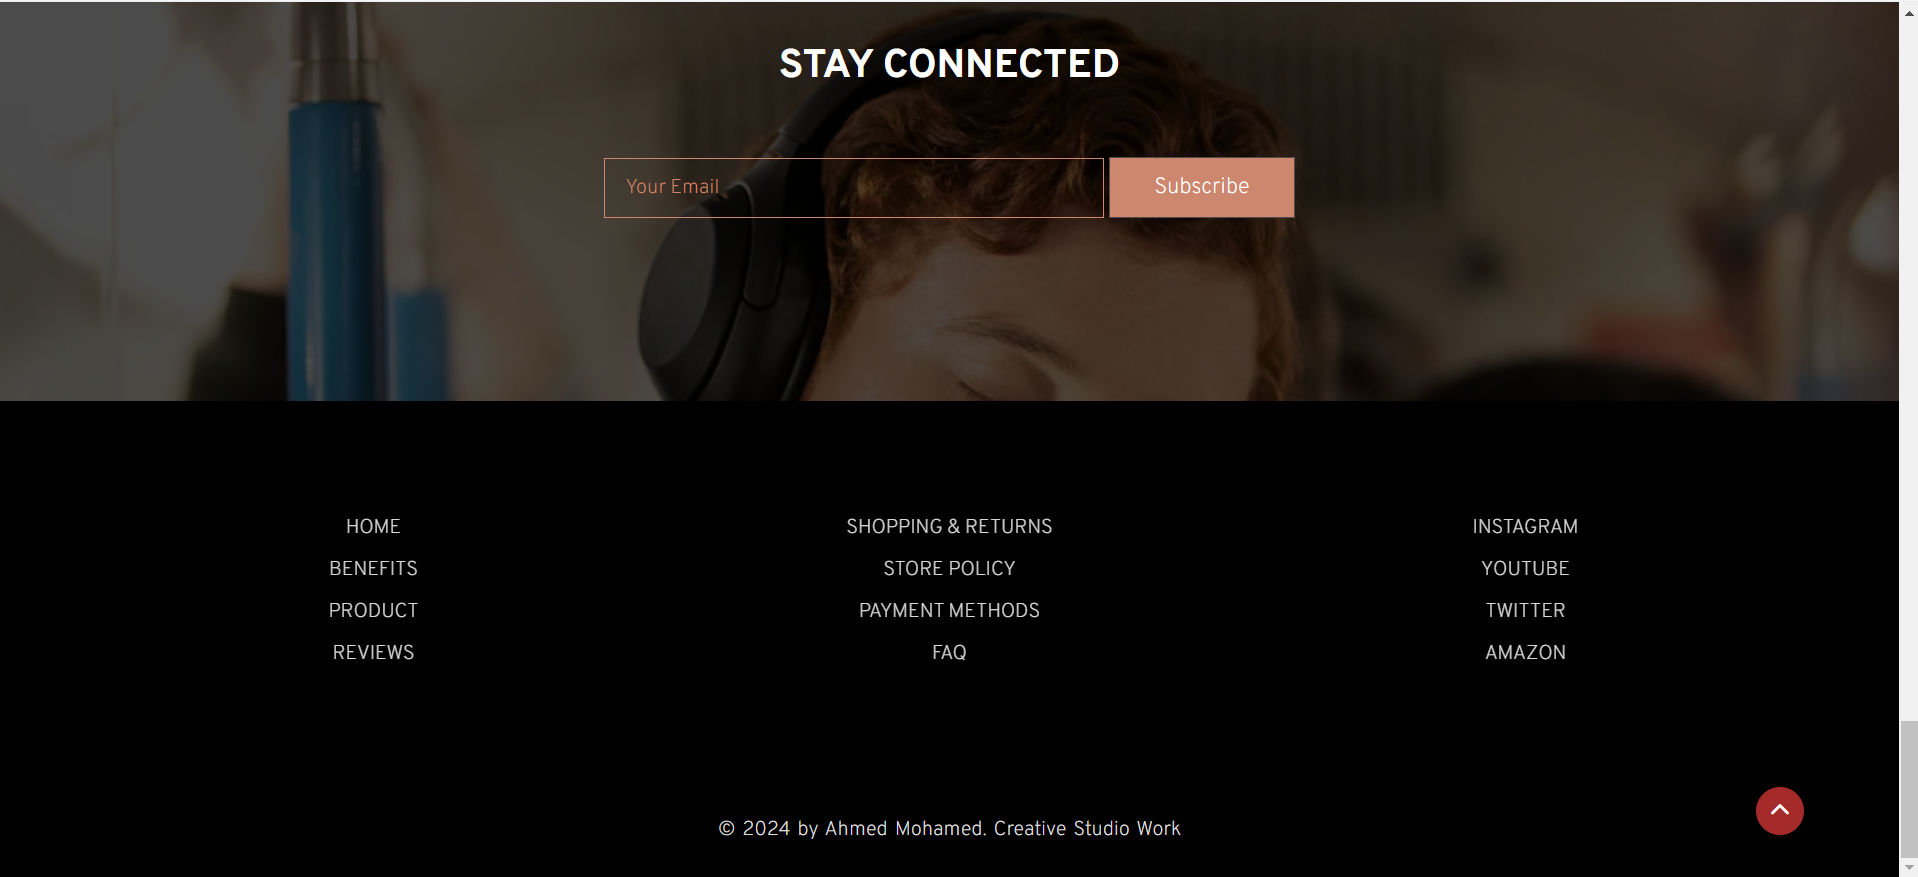 STAY CONNECTED
Your Email
Subscribe
HOME
BENEFITS
PRODUCT
REVIEWS
SHOPPING & RETURNS
STORE POLICY
PAYMENT METHODS
FAQ
INSTAGRAM
YOUTUBE
TWITTER
AMAZON
© 2024 by Ahmed Mohamed. Creative Studio Work